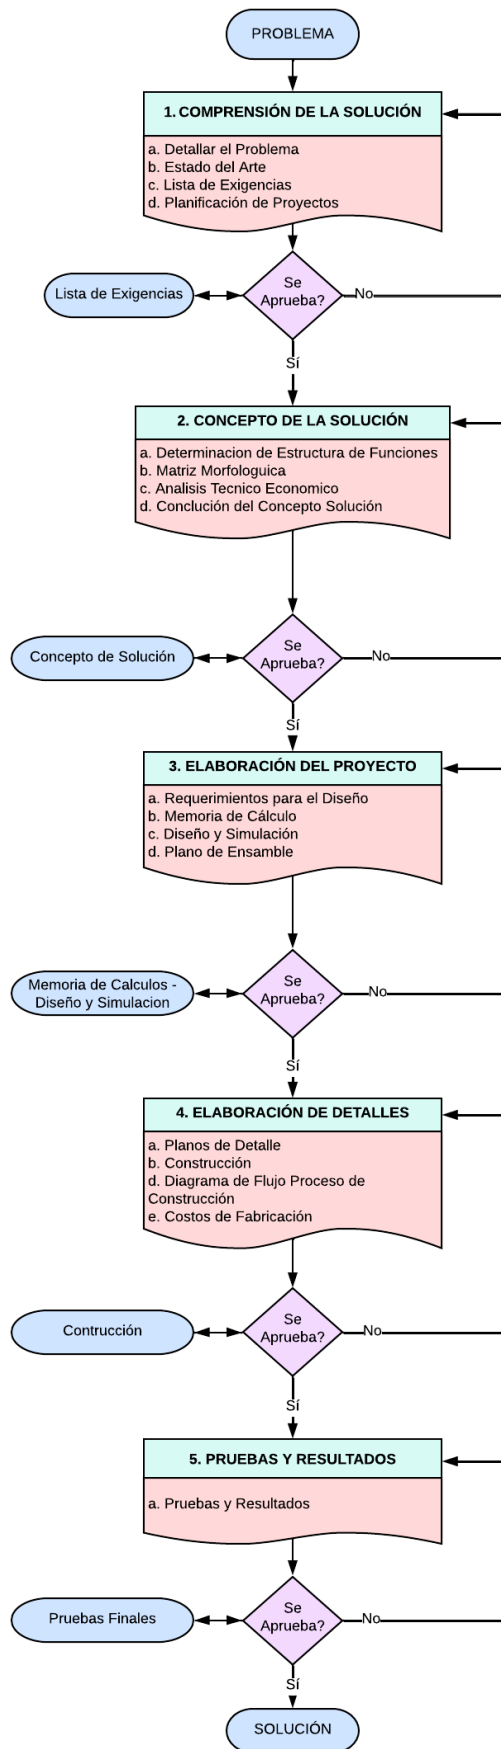 PROBLEMA
1. COMPRENSIÓN DE LA SOLUCIÓN
a. Detallar el Problema
b. Estado del Arte
c. Lista de Exigencias
d. Planificación de Proyectos
Se
Aprueba?
Lista de Exigencias
No
Sí
2. CONCEPTO DE LA SOLUCIÓN
a. Determinacion de Estructura de Funciones
b. Matriz Morfologuica
c. Analisis Tecnico Economico
d. Conclución del Concepto Solución
Se
Aprueba?
Concepto de Solución
No
Sí
3. ELABORACIÓN DEL PROYECTO
a. Requerimientos para el Diseño
b. Memoria de Cálculo
c. Diseño y Simulación
d. Plano de Ensamble
Se
Aprueba?
Memoria de Calculos -
Diseño y Simulacion
No
Sí
4. ELABORACIÓN DE DETALLES
a. Planos de Detalle
b. Construcción
d. Diagrama de Flujo Proceso de
Construcción
e. Costos de Fabricación
Se
Aprueba?
Contrucción
No
Sí
5. PRUEBAS Y RESULTADOS
a. Pruebas y Resultados
Se
Aprueba?
Pruebas Finales
No
Sí
SOLUCIÓN